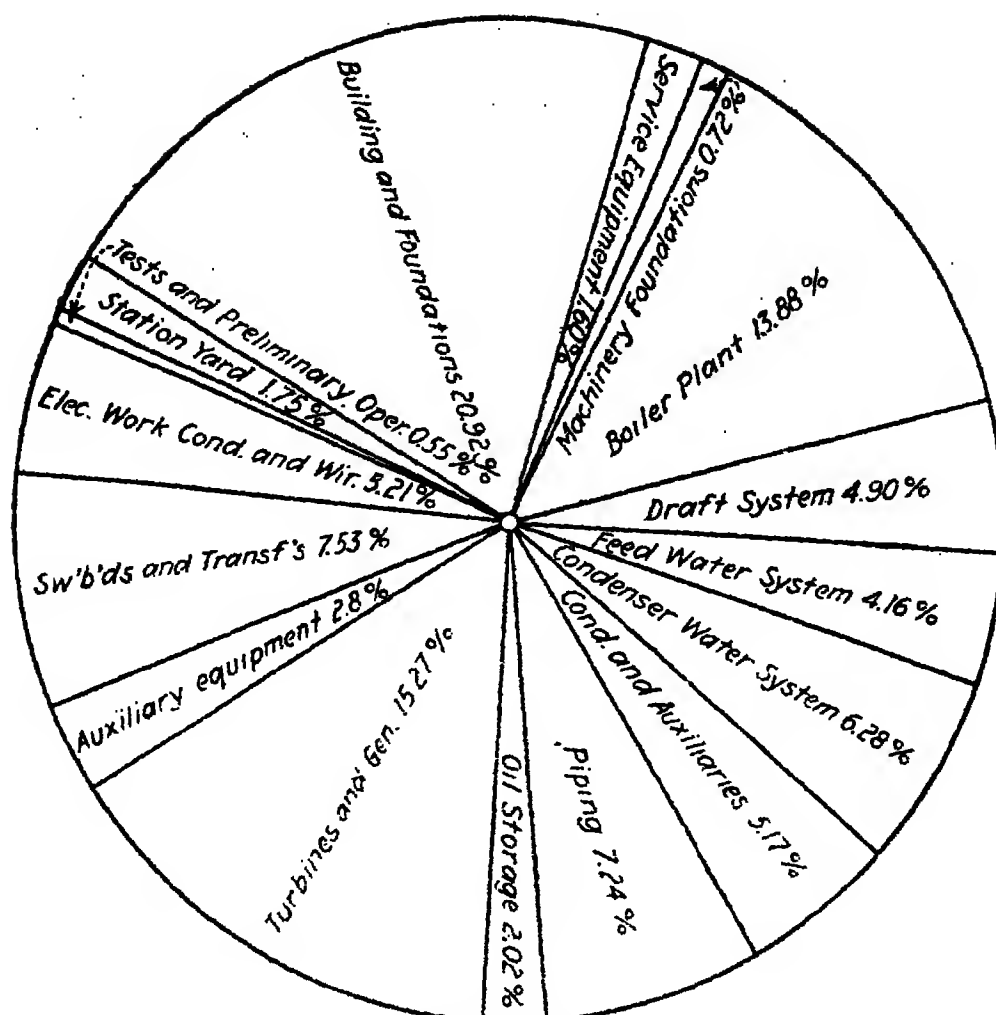 Building and Foundations 20.92%
Service Equipment 1.60%
Machinery Foundations 0.72%
Boiler Plant 13.88%
Draft System 4.90%
Feed Water System 4.16%
Condenser Water System 6.28%
Cond. and Auxiliaries 5.17%
Piping 7.24%
Oil Storage 2.02%
Turbines and Gen. 15.27%
Auxiliary equipment 2.8%
Sw'b'ds and Transf's 7.53%
Elec. Work Cond. and Wir. 5.21%
Station Yard 1.75%
Tests and Preliminary. Oper. 0.55%